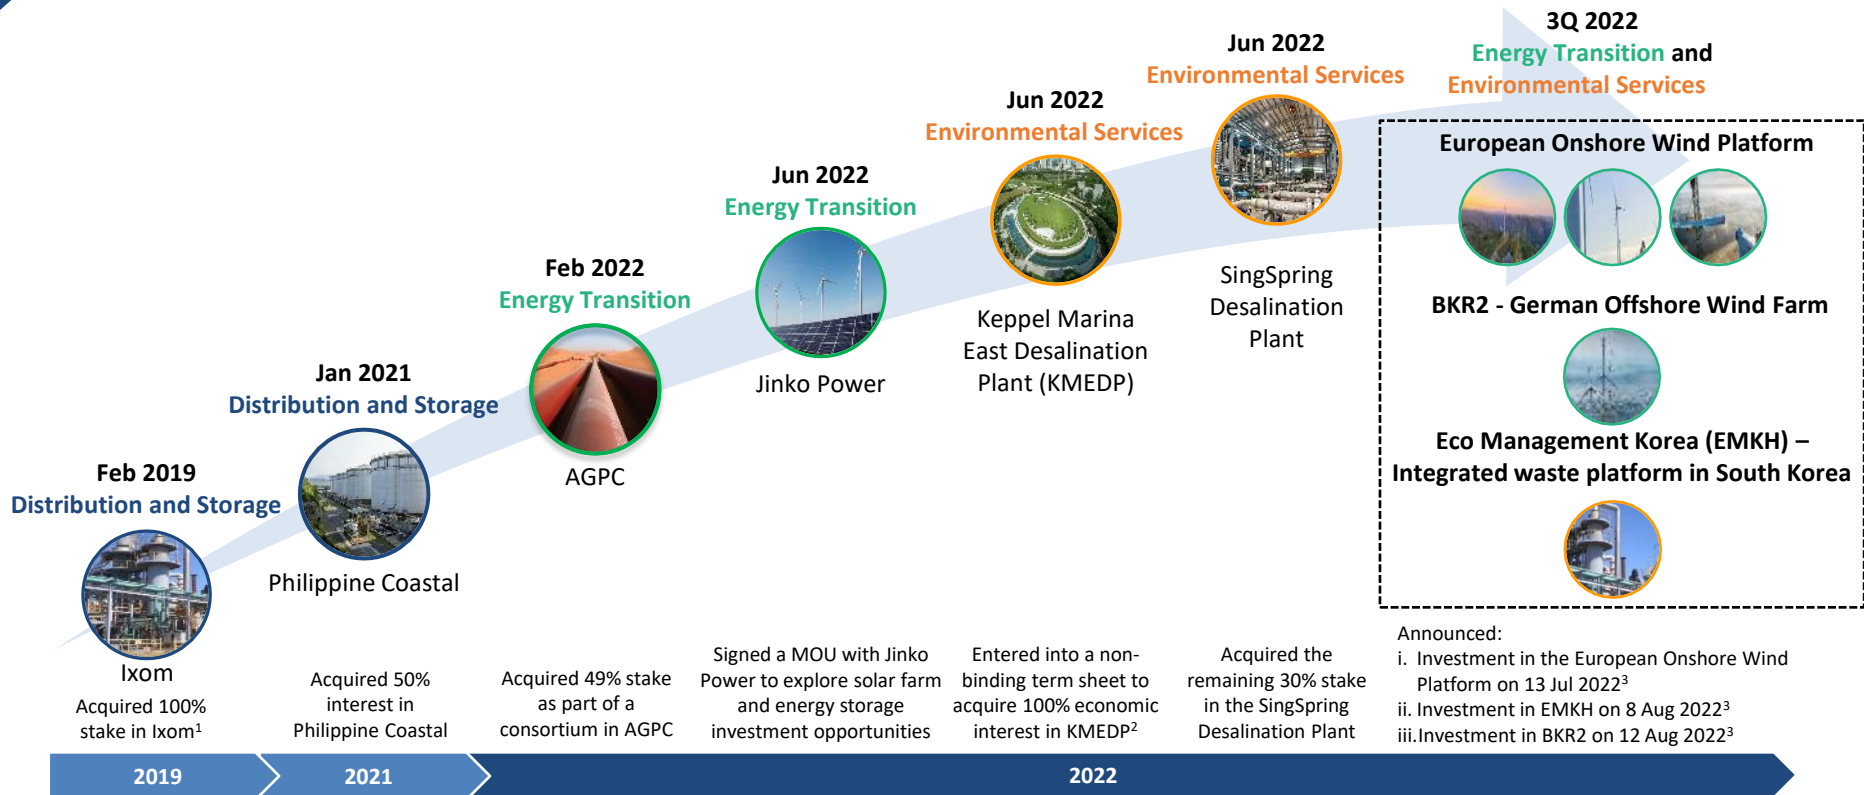 Feb 2019
Distribution and Storage
Ixom
Acquired 100%
stake in Ixom1
Jan 2021
Distribution and Storage
Philippine Coastal
Acquired 50%
interest in
Philippine Coastal
Feb 2022
Energy Transition
AGPC
Acquired 49% stake
as part of a
consortium in AGPC
Jun 2022
Energy Transition
Jinko Power
Signed a MOU with Jinko
Power to explore solar farm
and energy storage
investment opportunities
Jun 2022
Environmental Services
Keppel Marina
East Desalination
Plant (KMEDP)
Entered into a non-
binding term sheet to
acquire 100% economic
interest in KMEDP2
Jun 2022
Environmental Services
SingSpring
Desalination
Plant
Acquired the
remaining 30% stake
in the SingSpring
Desalination Plant
3Q 2022
Energy Transition and
Environmental Services
European Onshore Wind Platform
BKR2 - German Offshore Wind Farm
Eco Management Korea (EMKH) –
Integrated waste platform in South Korea
Announced:
i. Investment in the European Onshore Wind
Platform on 13 Jul 20223
ii. Investment in EMKH on 8 Aug 20223
iii.Investment in BKR2 on 12 Aug 20223
2019
2021
2022